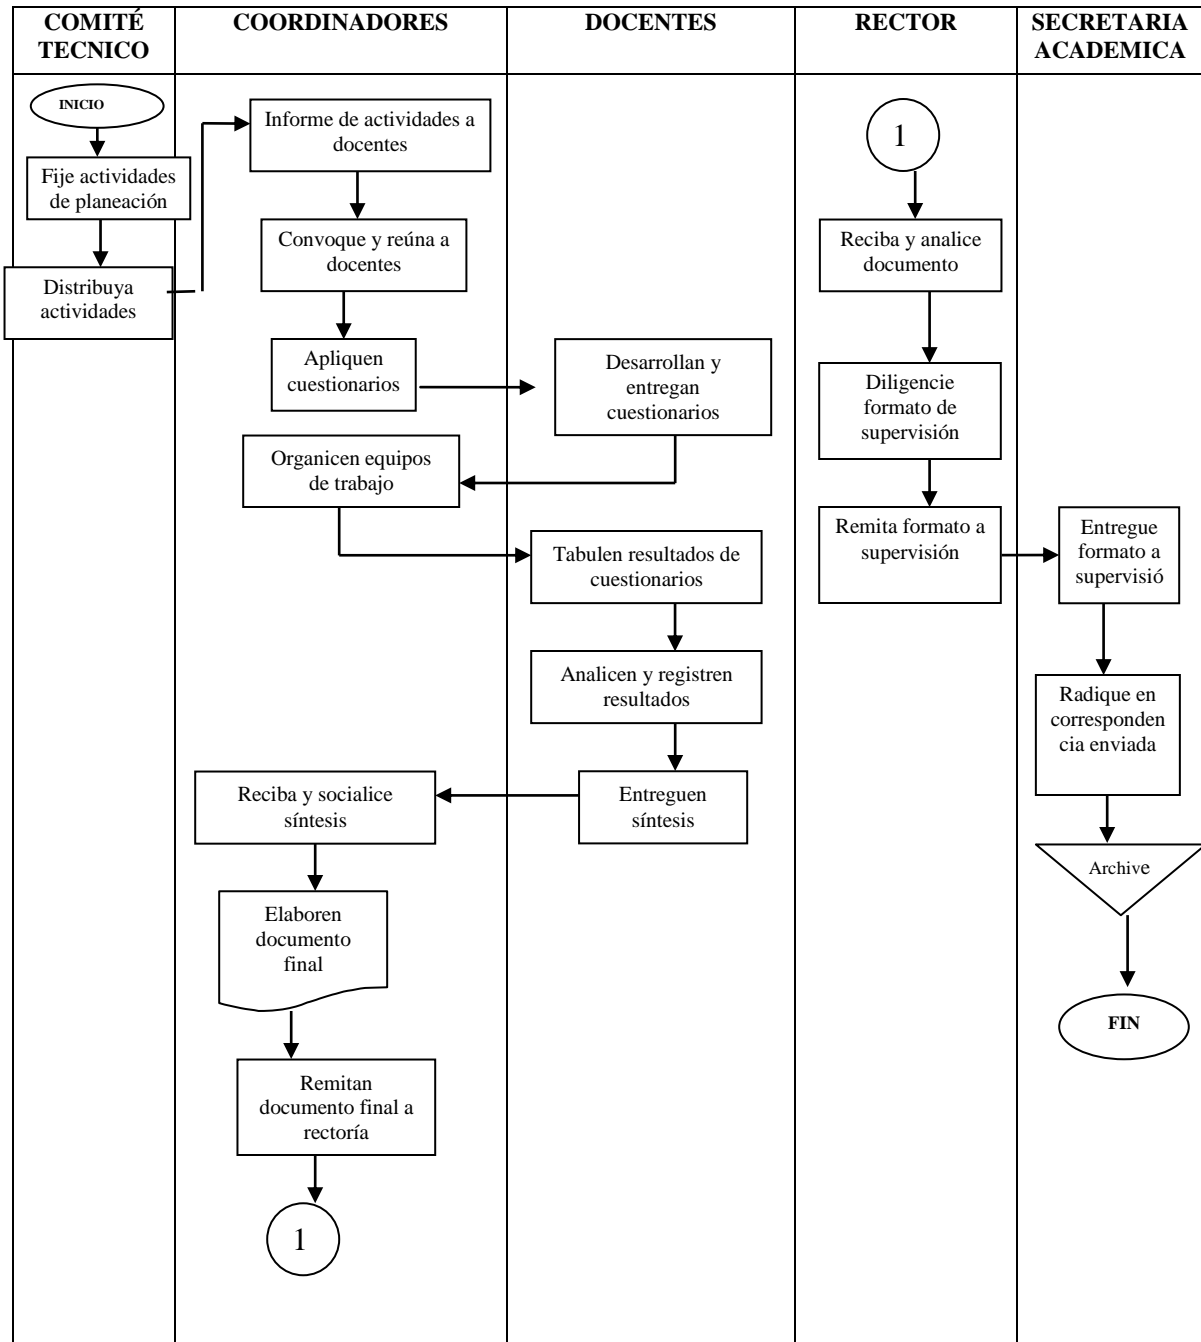 COMITÉ
TECNICO
COORDINADORES
DOCENTES
RECTOR
SECRETARIA
ACADEMICA
INICIO
Fije actividades
de planeación
Distribuya
actividades
Informe de actividades a
docentes
Convoque y reúna a
docentes
Apliquen
cuestionarios
Desarrollan y
entregan
cuestionarios
Organicen equipos
de trabajo
Tabulen resultados de
cuestionarios
Analicen y registren
resultados
Entreguen
síntesis
Reciba y socialice
síntesis
Elaboren
documento
final
Remitan
documento final a
rectoría
1
1
Reciba y analice
documento
Diligencie
formato de
supervisión
Remita formato a
supervisión
Entregue
formato a
supervisió
Radique en
corresponden
cia enviada
Archive
FIN